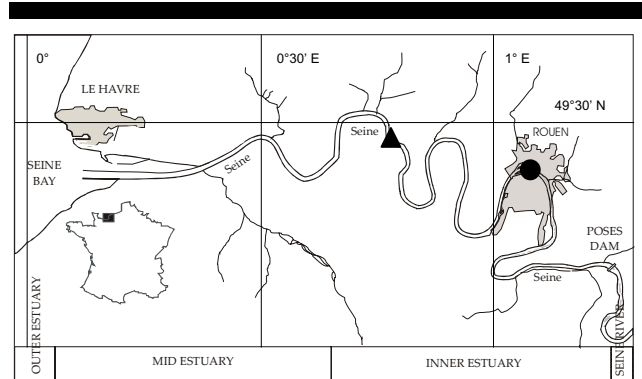 0°
0°30' E
1° E
LE HAVRE
49°30' N
Seine
ROUEN
SEINE
BAY
Seine
POSES
DAM
Seine
OUTER ESTUARY
MID ESTUARY
INNER ESTUARY
SEINE RIVER